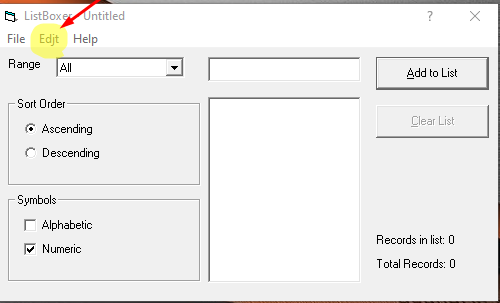 ListBoxer - Untitled
File Edit Help
Range All Add to List
Sort Order Clear List
Ascending
Descending
Symbols
Alphabetic
Numeric Records in list: 0
Total Records: 0